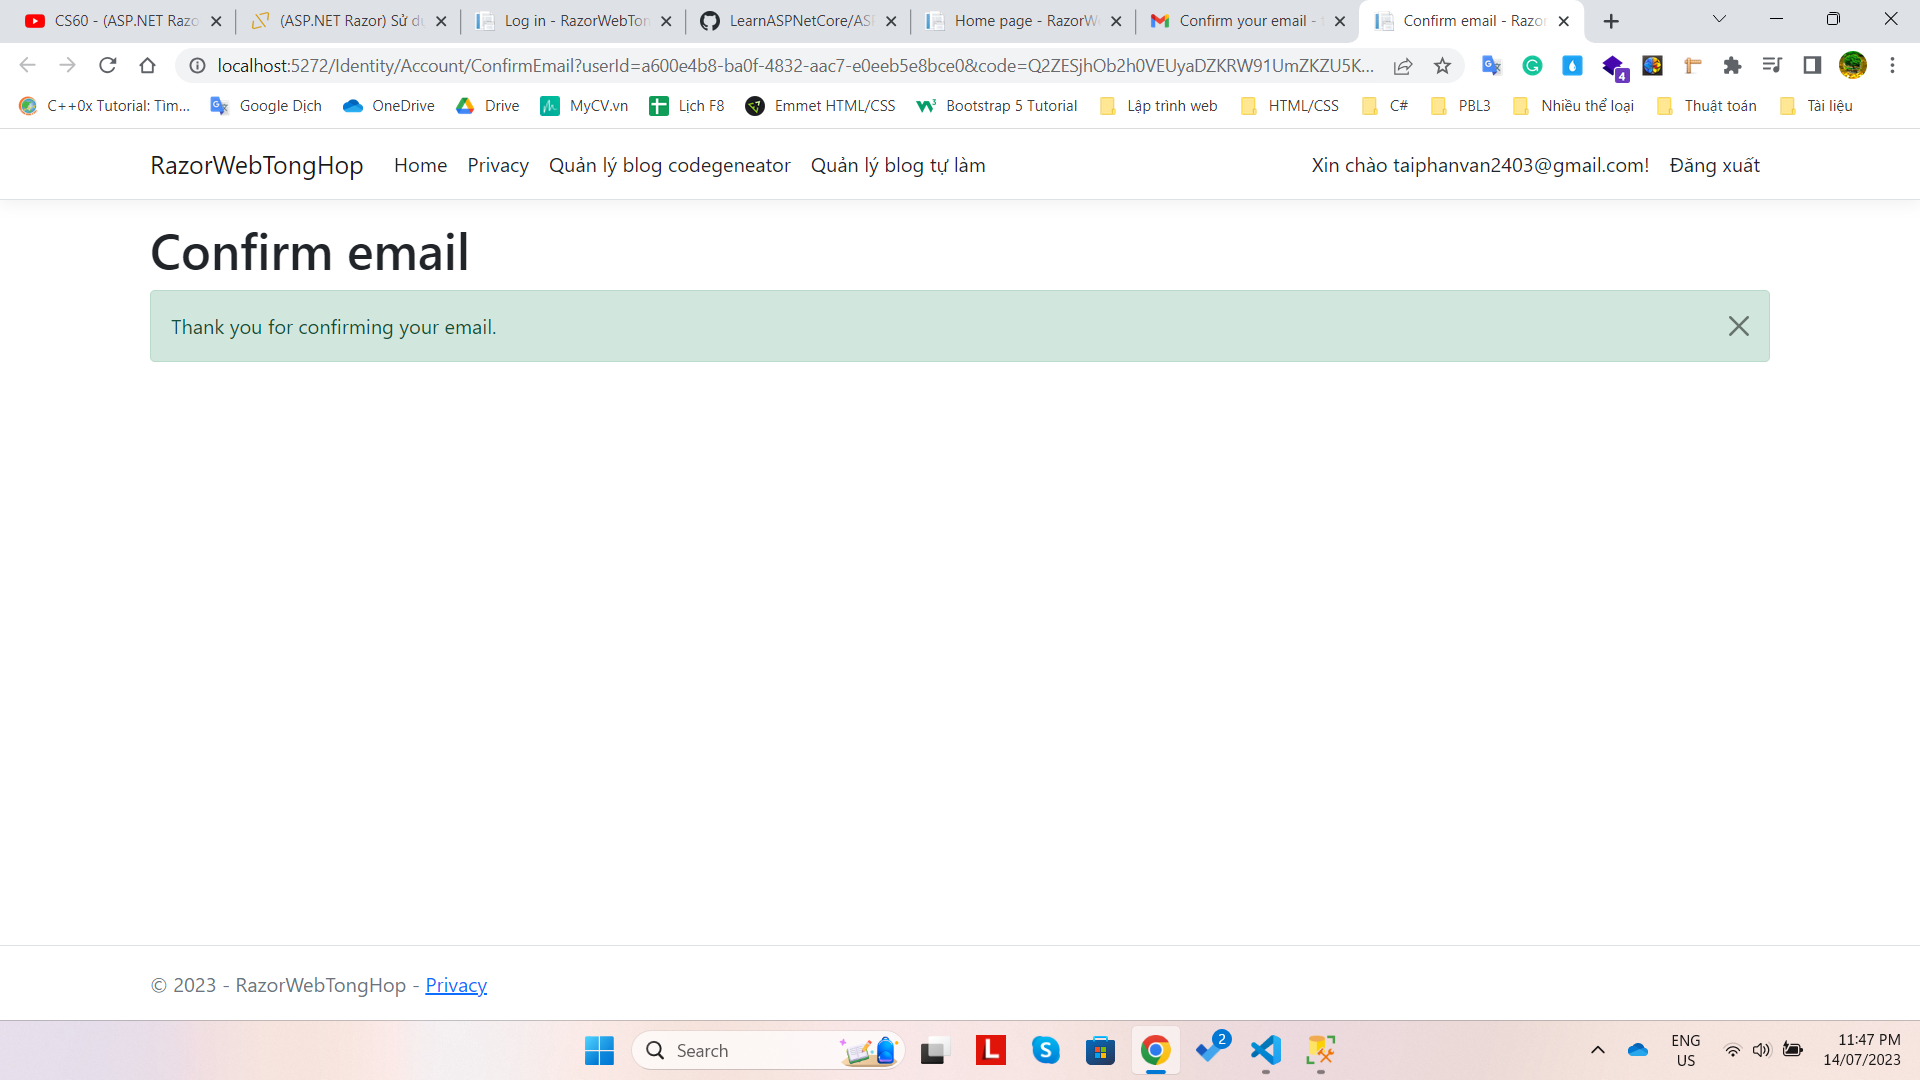 CS60 - (ASP.NET Razo
(ASP.NET Razor) Sử dụ
Log in - RazorWebTon
LearnASPNetCore/ASP
Home page - RazorWe
Confirm your email - t
Confirm email - Razor
localhost:5272/Identity/Account/ConfirmEmail?userId=a600e4b8-ba0f-4832-aac7-e0eeb5e8bce0&code=Q2ZESjhOb2h0VEUyaDZKRW91UmZKZU5K...
4
C++0x Tutorial: Tìm...
Google Dịch
OneDrive
Drive
MyCV.vn
Lịch F8
Emmet HTML/CSS
Bootstrap 5 Tutorial
Lập trình web
HTML/CSS
C#
PBL3
Nhiều thể loại
Thuật toán
Tài liệu
RazorWebTongHop
Home
Privacy
Quản lý blog codegeneator
Quản lý blog tự làm
Xin chào taiphanvan2403@gmail.com!
Đăng xuất
Confirm email
Thank you for confirming your email.
© 2023 - RazorWebTongHop - Privacy
Search
L
S
2
ENG
US
11:47 PM
14/07/2023